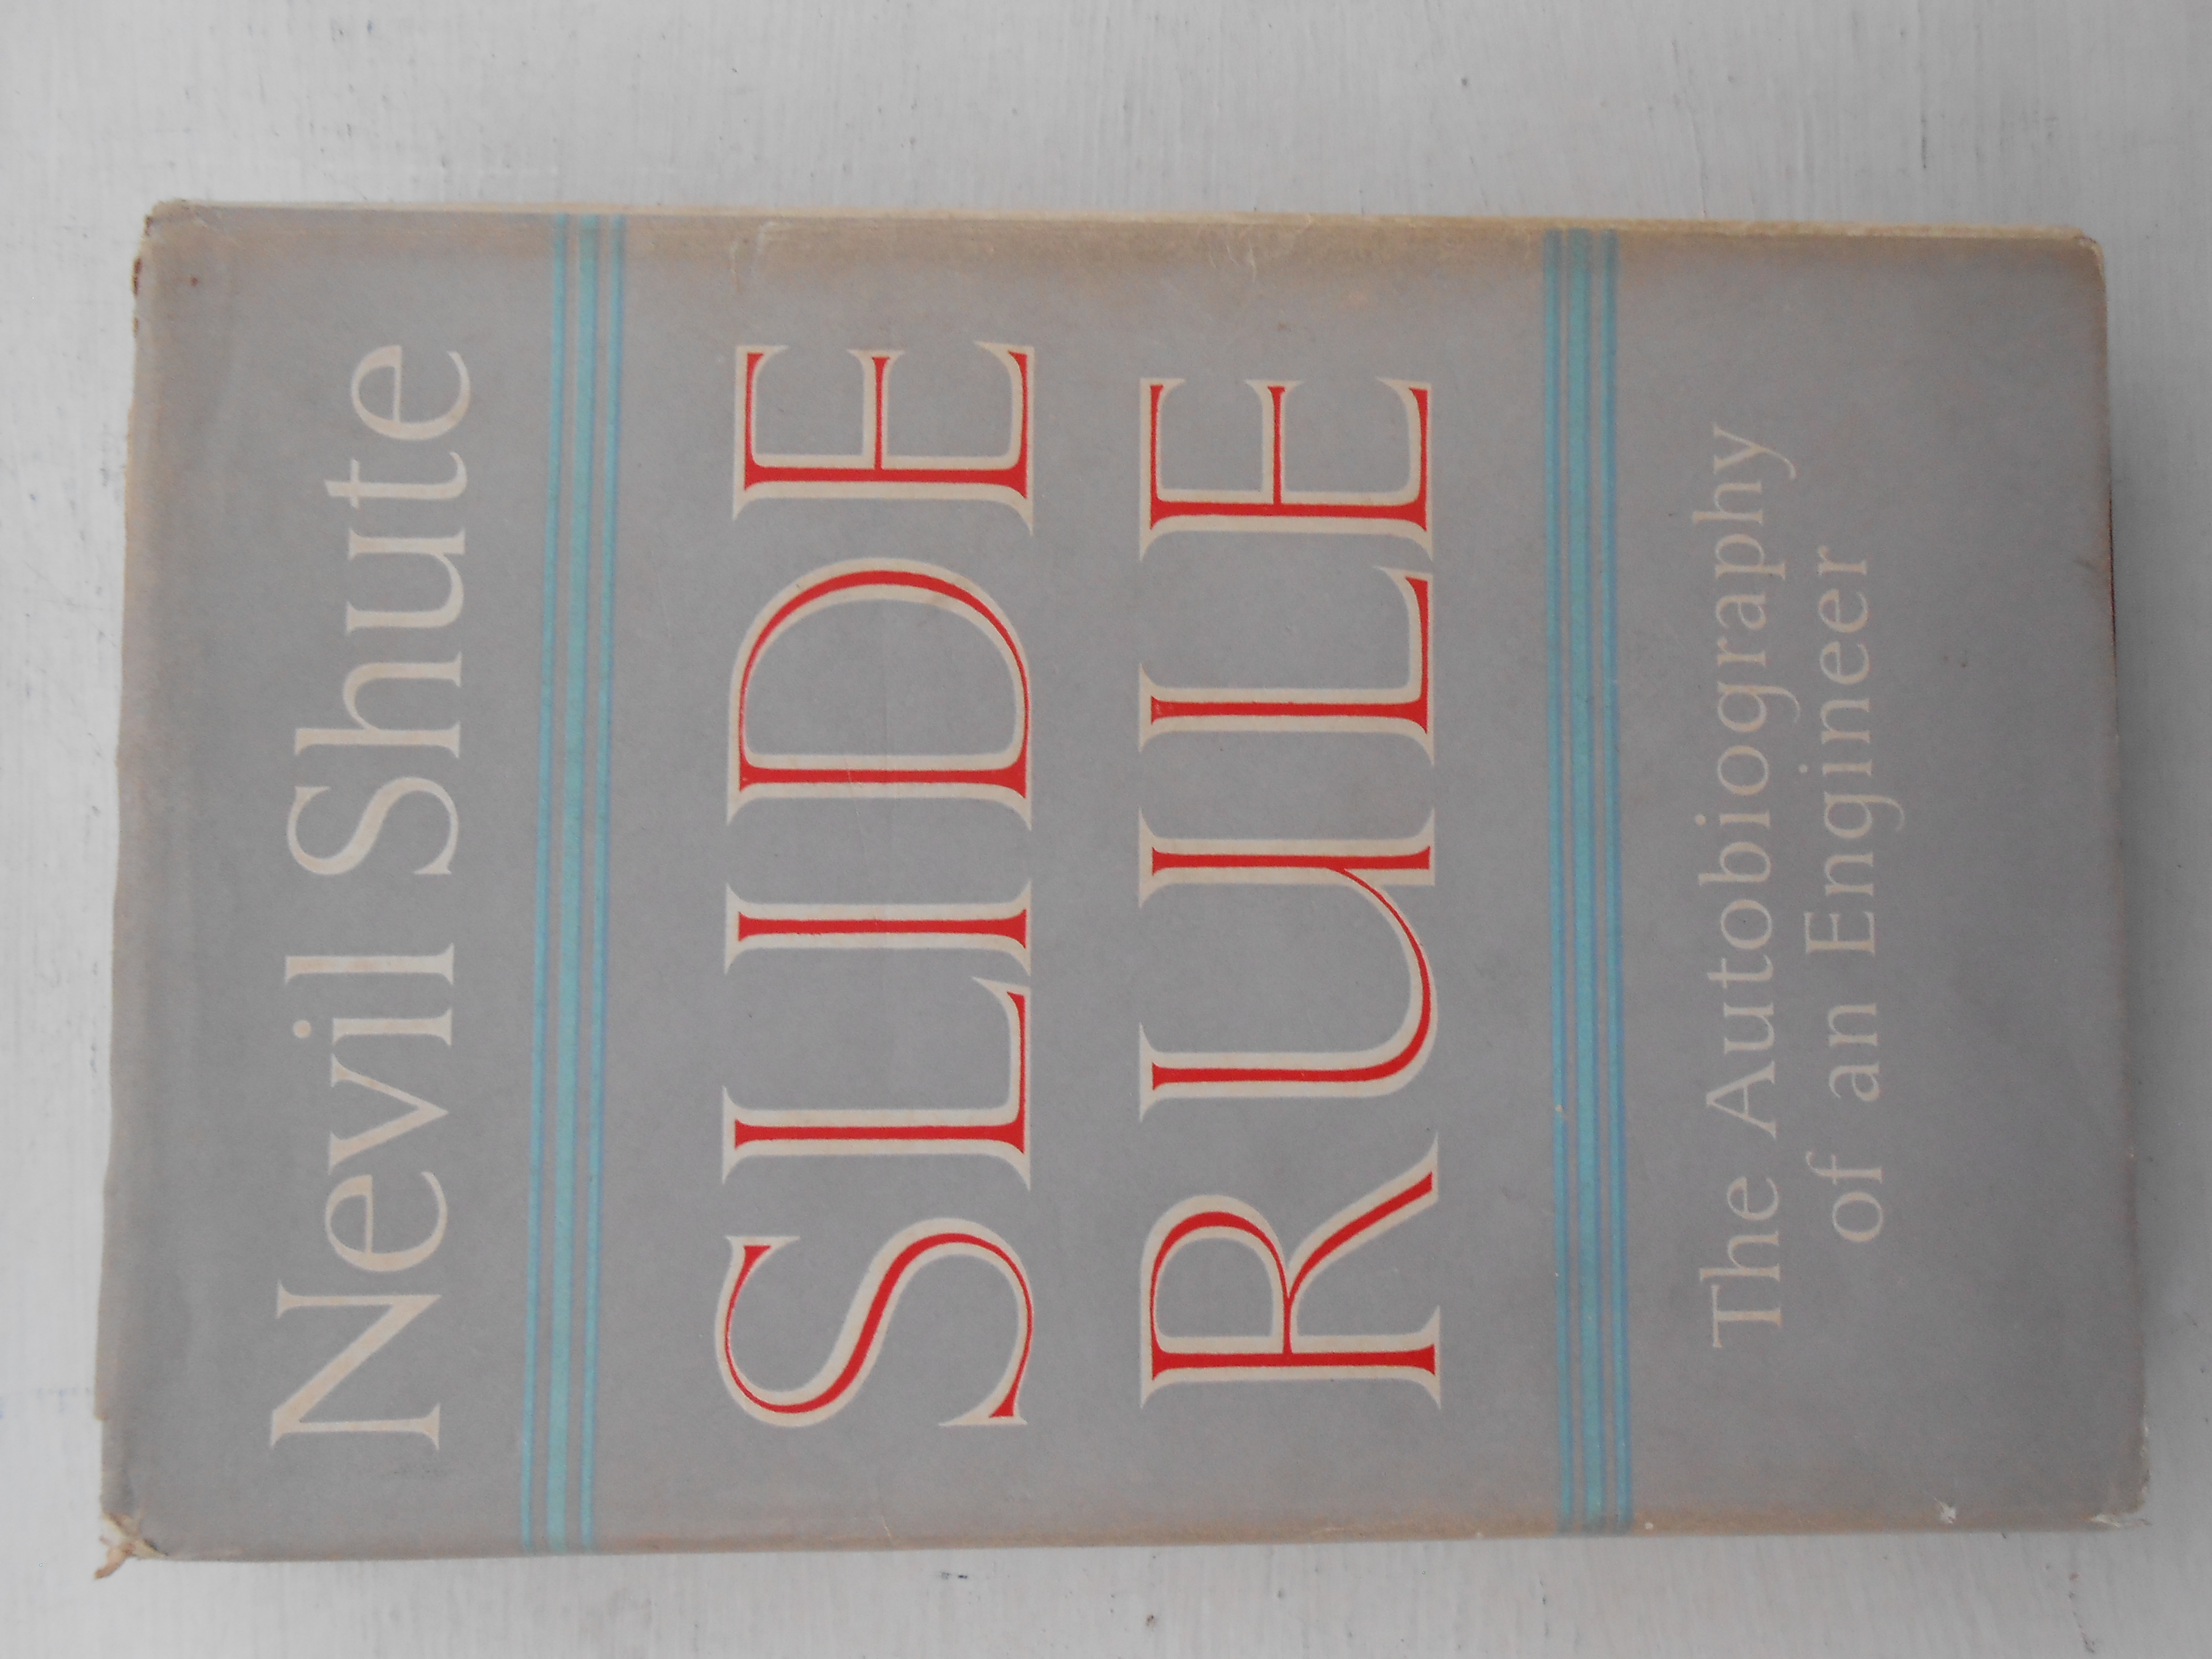 Nevil Shute
SLIDE
RULE
The Autobiography
of an Engineer